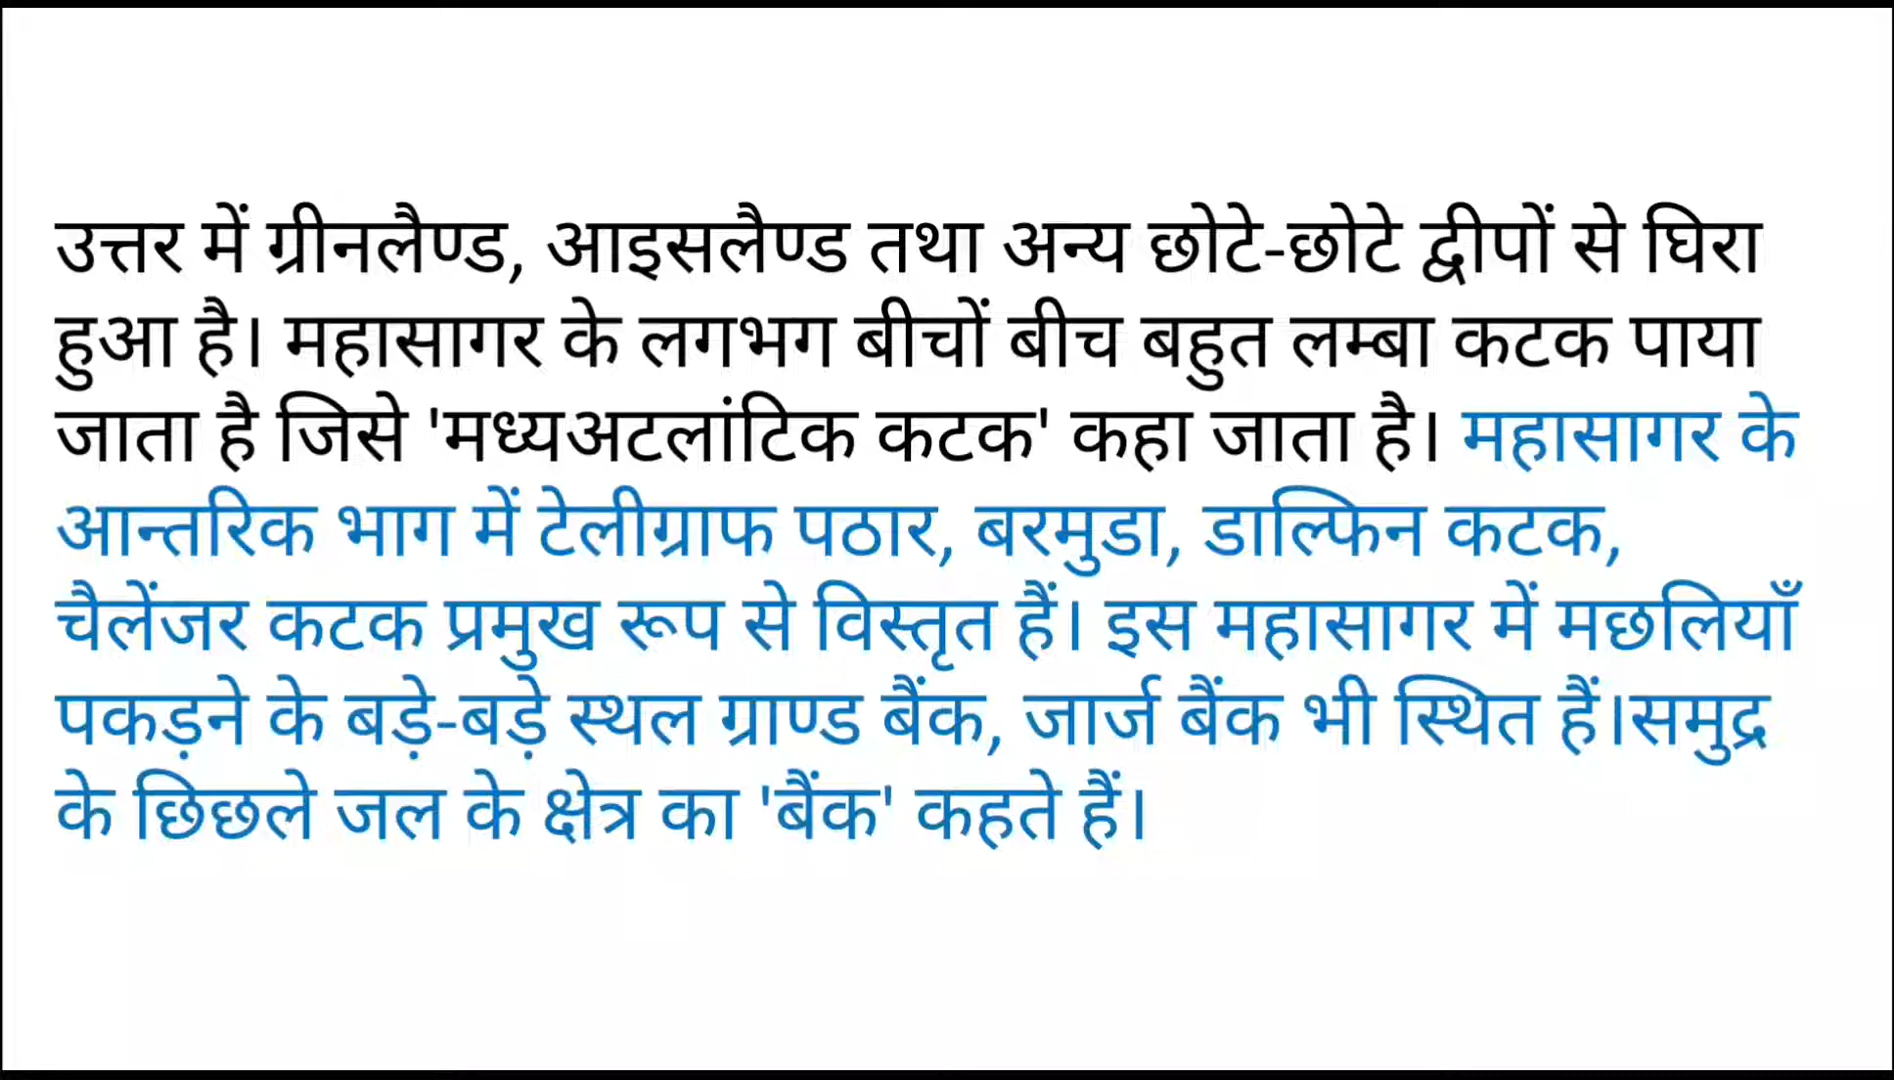 उत्तर में ग्रीनलैण्ड, आइसलैण्ड तथा अन्य छोटे-छोटे द्वीपों से घिरा
हुआ है। महासागर के लगभग बीचों बीच बहुत लम्बा कटक पाया
जाता है जिसे 'मध्यअटलांटिक कटक' कहा जाता है। महासागर के
आन्तरिक भाग में टेलीग्राफ पठार, बरमुडा, डाल्फिन कटक,
चैलेंजर कटक प्रमुख रूप से विस्तृत हैं। इस महासागर में मछलियाँ
पकड़ने के बड़े-बड़े स्थल ग्राण्ड बैंक, जार्ज बैंक भी स्थित हैं।समुद्र
के छिछले जल के क्षेत्र का 'बैंक' कहते हैं।